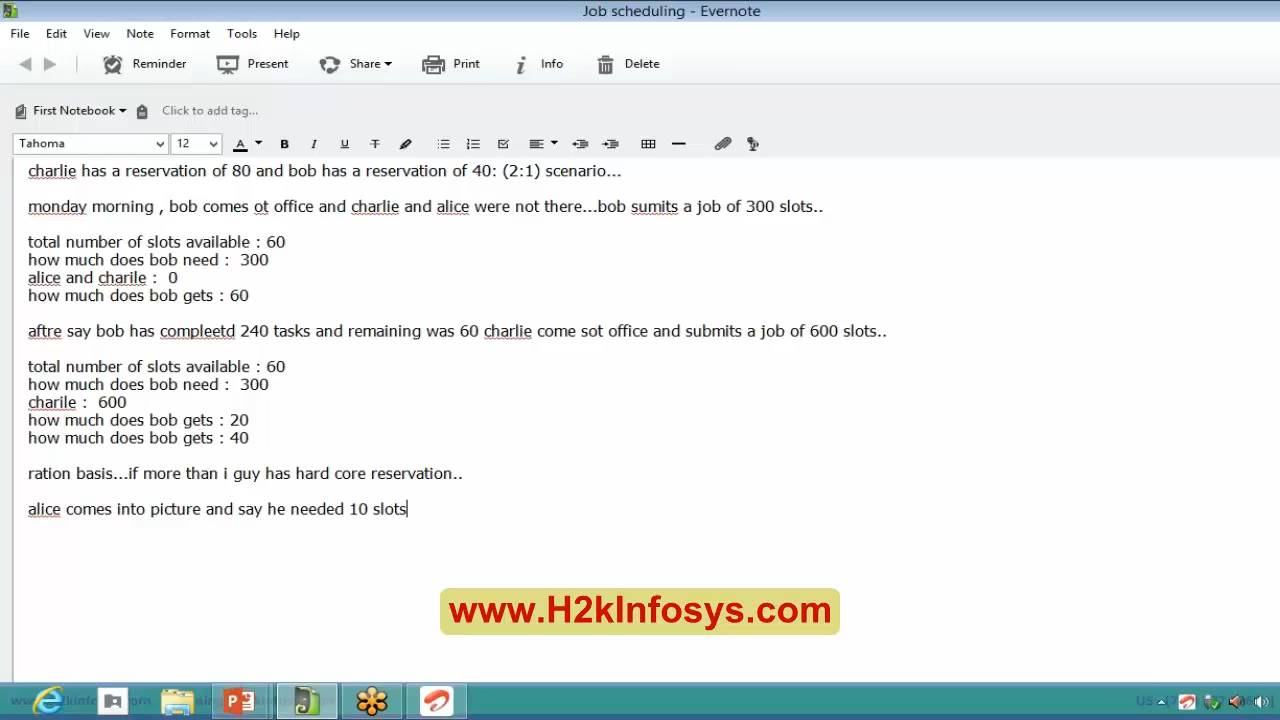 Job scheduling - Evernote
File Edit View Note Format Tools Help
Reminder Present Share Print Info Delete
First Notebook Click to add tag...
Tahoma 12 A B I U T
charlie has a reservation of 80 and bob has a reservation of 40: (2:1) scenario...
monday morning , bob comes ot office and charlie and alice were not there...bob sumits a job of 300 slots..
total number of slots available : 60
how much does bob need : 300
alice and charile : 0
how much does bob gets : 60
aftre say bob has compleetd 240 tasks and remaining was 60 charlie come sot office and submits a job of 600 slots..
total number of slots available : 60
how much does bob need : 300
charile : 600
how much does bob gets : 20
how much does bob gets : 40
ration basis...if more than i guy has hard core reservation..
alice comes into picture and say he needed 10 slots
www.H2kInfosys.com
US